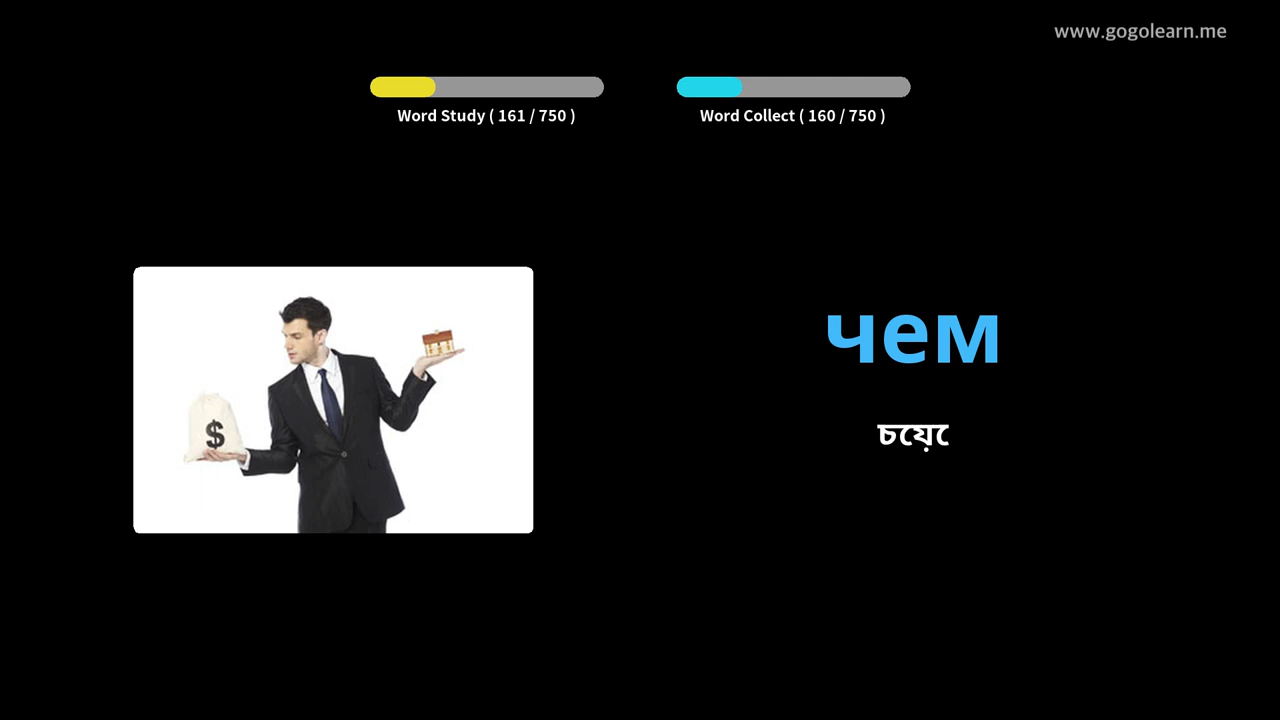 www.gogolearn.me
Word Study ( 161 / 750 )
Word Collect ( 160 / 750 )
$
чем
চেয়ে